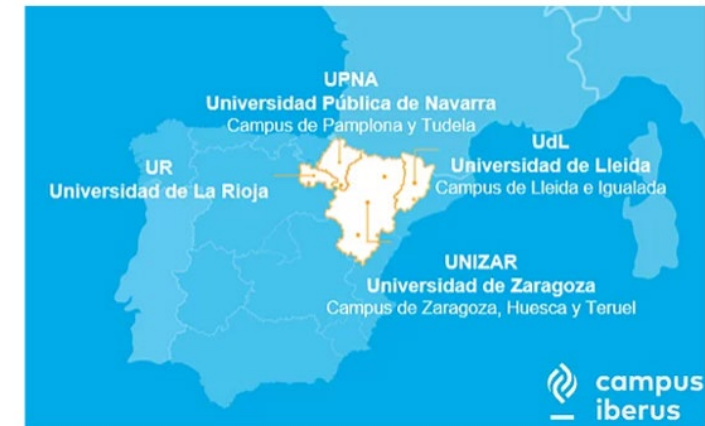 UPNA
Universidad Pública de Navarra
Campus de Pamplona y Tudela
UdL
Universidad de Lleida
Campus de Lleida e Igualada
UR
Universidad de La Rioja
UNIZAR
Universidad de Zaragoza
Campus de Zaragoza, Huesca y Teruel
campus
iberus